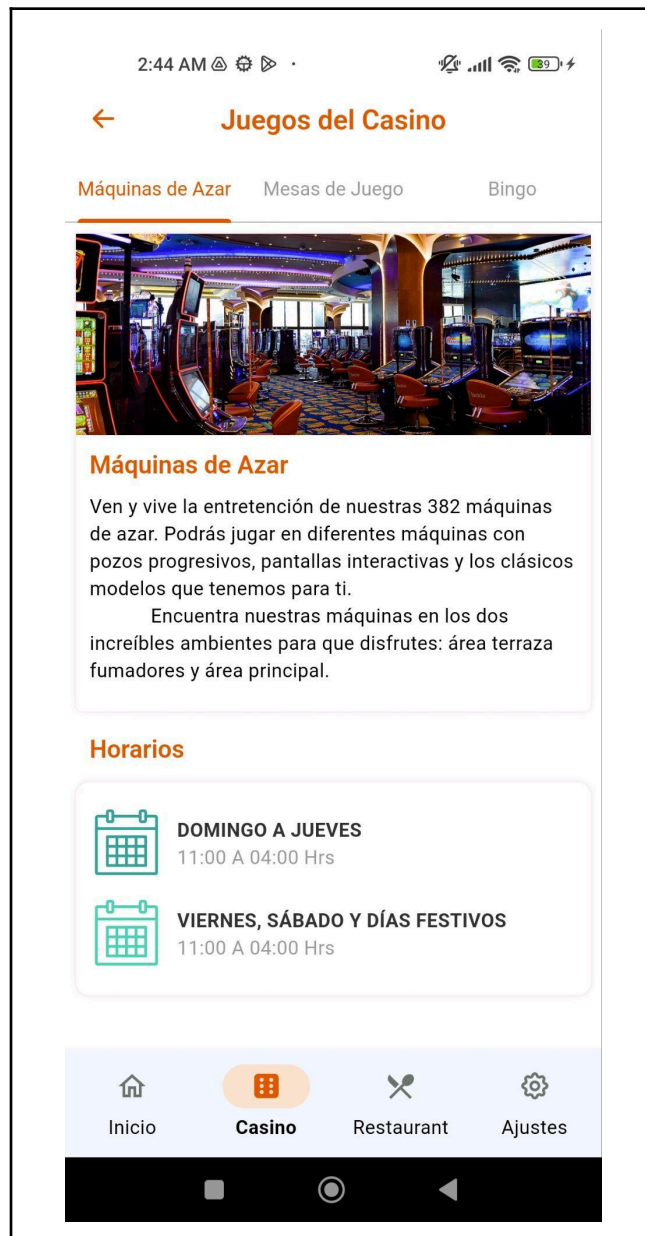 2:44 AM
39
Juegos del Casino
Máquinas de Azar Mesas de Juego Bingo
Máquinas de Azar
Ven y vive la entretención de nuestras 382 máquinas
de azar. Podrás jugar en diferentes máquinas con
pozos progresivos, pantallas interactivas y los clásicos
modelos que tenemos para ti.
Encuentra nuestras máquinas en los dos
increíbles ambientes para que disfrutes: área terraza
fumadores y área principal.
Horarios
DOMINGO A JUEVES
11:00 A 04:00 Hrs
VIERNES, SÁBADO Y DÍAS FESTIVOS
11:00 A 04:00 Hrs
Inicio Casino Restaurant Ajustes